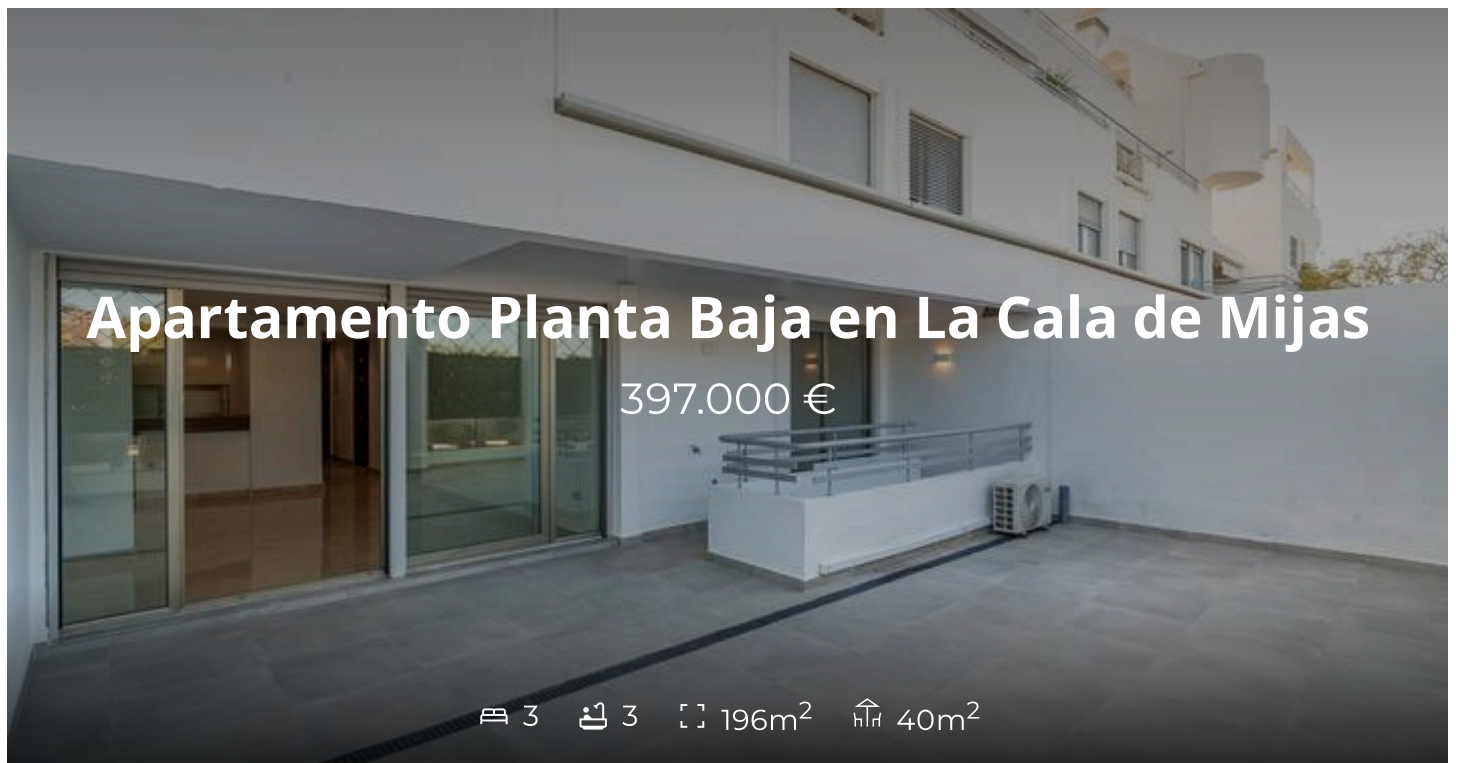 Apartamento Planta Baja en La Cala de Mijas
397.000 €
3 3 196m² 40m²